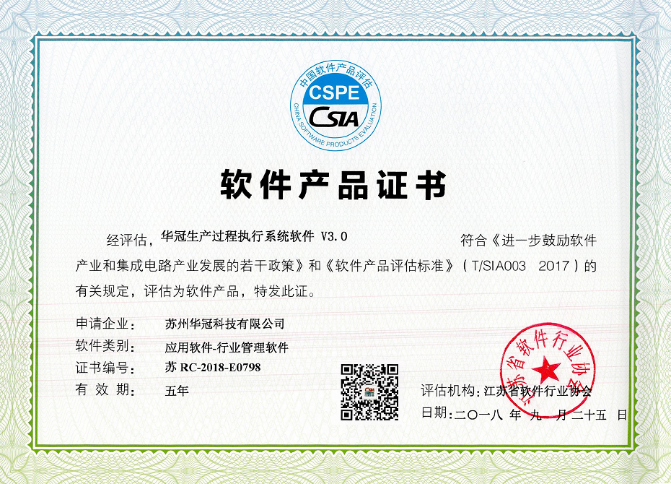 中国软件产品评估
CSPE
CSIA
CHINA SOFTWARE PRODUCTS EVALUATION
软件产品证书
经评估，华冠生产过程执行系统软件 V3.0 符合《进一步鼓励软件
产业和集成电路产业发展的若干政策》和《软件产品评估标准》（T/SIA003 2017）的
有关规定，评估为软件产品，特发此证。
申请企业： 苏州华冠科技有限公司
软件类别： 应用软件-行业管理软件
证书编号： 苏 RC-2018-E0798
有 效 期： 五年
评估机构：江苏省软件行业协会
日期：二〇一八 年 九 月 二十五 日
江苏省软件行业协会